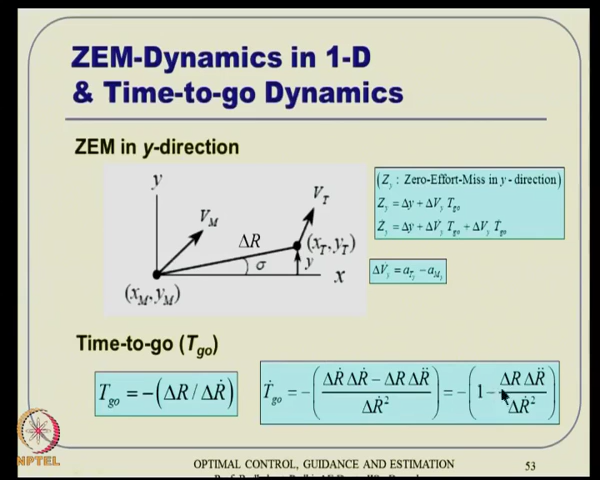 ZEM-Dynamics in 1-D
& Time-to-go Dynamics
ZEM in y-direction
y
V_T
V_M
ΔR
(x_T, y_T)
σ
y
x
(x_M, y_M)
(Z_y : Zero-Effort-Miss in y - direction)
Z_y = Δy + ΔV_y T_go
Ż_y = Δẏ + ΔV̇_y T_go + ΔV_y Ṫ_go
ΔV̇_y = a_Ty − a_My
Time-to-go (T_go)
T_go = −(ΔR / ΔṘ)
Ṫ_go = −((ΔṘ ΔṘ − ΔR ΔR̈) / ΔṘ²) = −(1 − ΔR ΔR̈ / ΔṘ²)
NPTEL
OPTIMAL CONTROL, GUIDANCE AND ESTIMATION
53